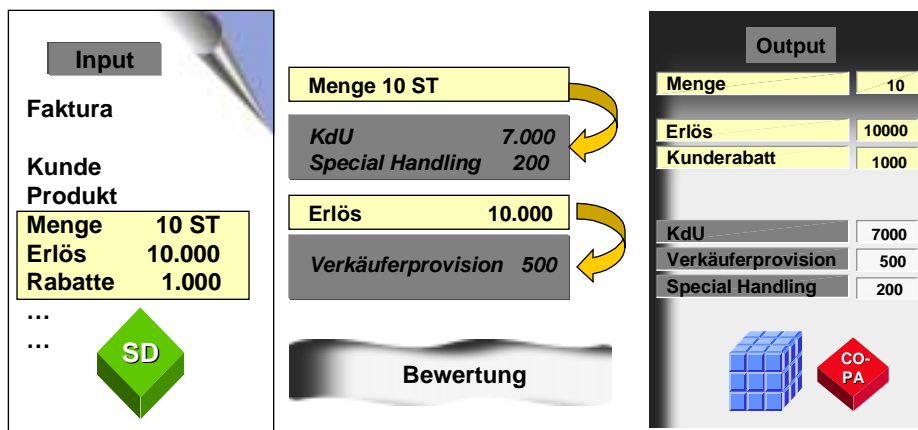 Input
Faktura
Kunde
Produkt
Menge 10 ST
Erlös 10.000
Rabatte 1.000
...
...
SD
Menge 10 ST
KdU 7.000
Special Handling 200
Erlös 10.000
Verkäuferprovision 500
Bewertung
Output
Menge 10
Erlös 10000
Kunderabatt 1000
KdU 7000
Verkäuferprovision 500
Special Handling 200
CO-
PA